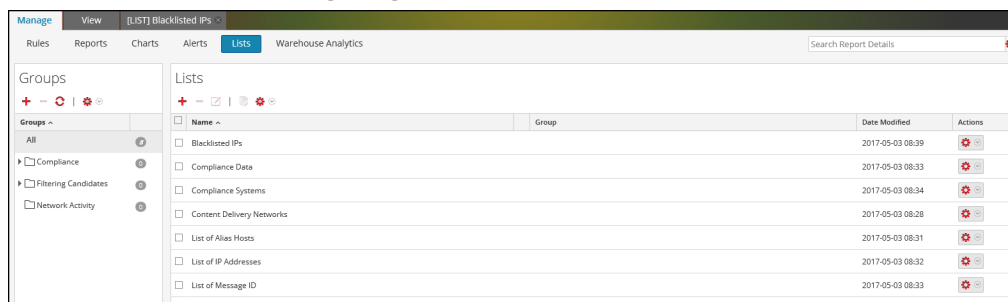 Manage View [LIST] Blacklisted IPs ×
Rules Reports Charts Alerts Lists Warehouse Analytics Search Report Details
Groups
Lists
Groups
Name Group Date Modified Actions
All
Blacklisted IPs 2017-05-03 08:39
Compliance 0
Compliance Data 2017-05-03 08:33
Filtering Candidates 0
Compliance Systems 2017-05-03 08:34
Network Activity 0
Content Delivery Networks 2017-05-03 08:28
List of Alias Hosts 2017-05-03 08:31
List of IP Addresses 2017-05-03 08:32
List of Message ID 2017-05-03 08:33